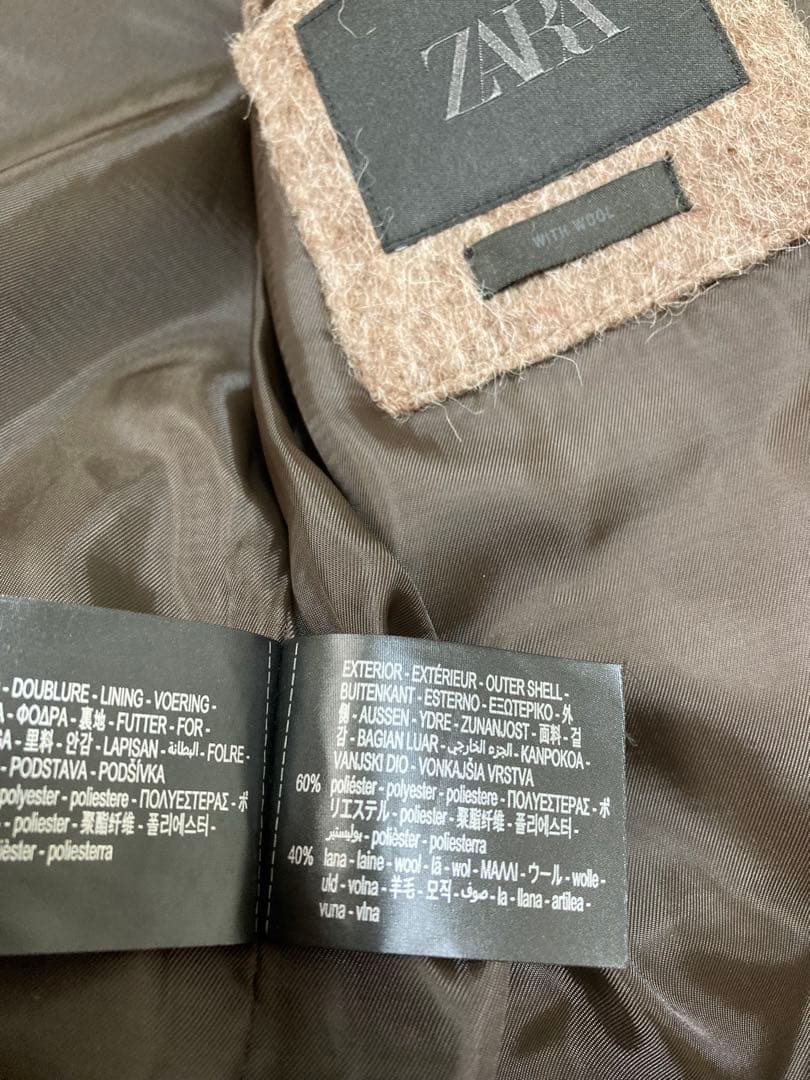 ZARA
WITH WOOL
- DOUBLURE - LINING - VOERING -
- ΦΟΔΡΑ - 裏地 - FUTTER - FOR -
- 里料 - 안감 - LAPISAN - البطانة - FOLRE -
- PODSTAVA - PODŠÍVKA
polyester - poliestere - ΠΟΛΥΕΣΤΕΡΑΣ - ポ
- poliester - 聚酯纤维 - 폴리에스터 -
poliesterra
EXTERIOR - EXTÉRIEUR - OUTER SHELL -
BUITENKANT - ESTERNO - ΕΞΩΤΕΡΙΚΟ - 外
側 - AUSSEN - YDRE - ZUNANJOST - 面料 - 겉
감 - BAGIAN LUAR - الجزء الخارجي - KANPOKOA -
VANJSKI DIO - VONKAJŠIA VRSTVA
60% poliéster - polyester - poliestere - ΠΟΛΥΕΣΤΕΡΑΣ - ポ
リエステル - poliester - 聚酯纤维 - 폴리에스터 -
بوليستير - polièster - poliesterra
40% lana - laine - wool - lã - wol - ΜΑΛΛΙ - ウール - wolle -
uld - volna - 羊毛 - 모직 - صوف - la - llana - artilea -
vuna - vlna